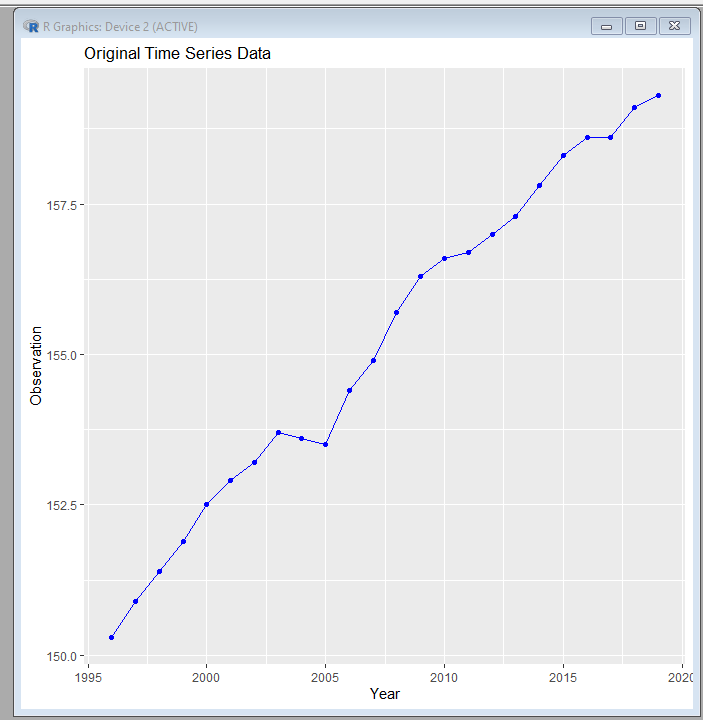 R Graphics: Device 2 (ACTIVE)
Original Time Series Data
157.5
155.0
152.5
150.0
Observation
1995 2000 2005 2010 2015 2020
Year